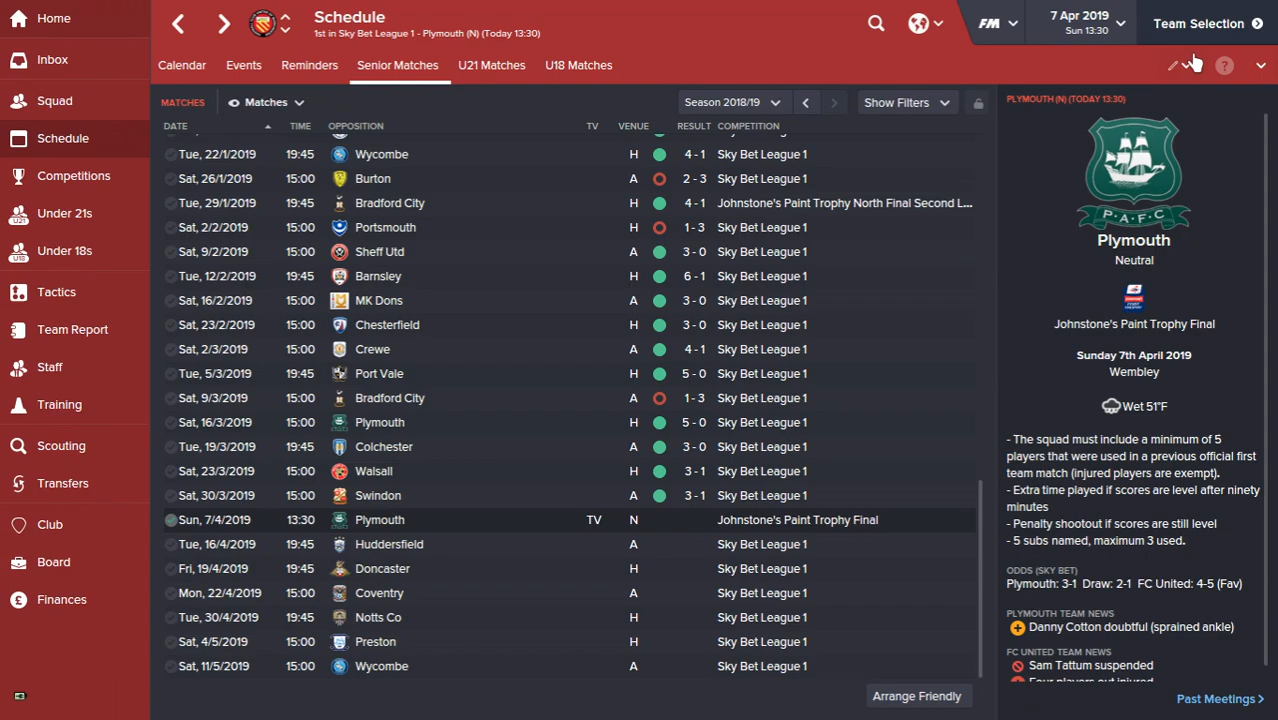 Home
Inbox
Squad
Schedule
Competitions
Under 21s
U21
Under 18s
U18
Tactics
Team Report
Staff
Training
Scouting
Transfers
Club
Board
Finances
Schedule
1st in Sky Bet League 1 - Plymouth (N) (Today 13:30)
FM
7 Apr 2019
Sun 13:30
Team Selection
Calendar Events Reminders Senior Matches U21 Matches U18 Matches
?
MATCHES Matches Season 2018/19 Show Filters
DATE TIME OPPOSITION TV VENUE RESULT COMPETITION
Tue, 22/1/2019 19:45 Wycombe H 4 - 1 Sky Bet League 1
Sat, 26/1/2019 15:00 Burton A 2 - 3 Sky Bet League 1
Tue, 29/1/2019 19:45 Bradford City H 4 - 1 Johnstone's Paint Trophy North Final Second L...
Sat, 2/2/2019 15:00 Portsmouth H 1 - 3 Sky Bet League 1
Sat, 9/2/2019 15:00 Sheff Utd A 3 - 0 Sky Bet League 1
Tue, 12/2/2019 19:45 Barnsley H 6 - 1 Sky Bet League 1
Sat, 16/2/2019 15:00 MK Dons A 3 - 0 Sky Bet League 1
Sat, 23/2/2019 15:00 Chesterfield H 3 - 0 Sky Bet League 1
Sat, 2/3/2019 15:00 Crewe A 4 - 1 Sky Bet League 1
Tue, 5/3/2019 19:45 Port Vale H 5 - 0 Sky Bet League 1
Sat, 9/3/2019 15:00 Bradford City A 1 - 3 Sky Bet League 1
Sat, 16/3/2019 15:00 Plymouth H 5 - 0 Sky Bet League 1
Tue, 19/3/2019 19:45 Colchester A 3 - 0 Sky Bet League 1
Sat, 23/3/2019 15:00 Walsall H 3 - 1 Sky Bet League 1
Sat, 30/3/2019 15:00 Swindon A 3 - 1 Sky Bet League 1
Sun, 7/4/2019 13:30 Plymouth TV N Johnstone's Paint Trophy Final
Tue, 16/4/2019 19:45 Huddersfield A Sky Bet League 1
Fri, 19/4/2019 15:00 Doncaster H Sky Bet League 1
Mon, 22/4/2019 15:00 Coventry A Sky Bet League 1
Tue, 30/4/2019 19:45 Notts Co H Sky Bet League 1
Sat, 4/5/2019 15:00 Preston H Sky Bet League 1
Sat, 11/5/2019 15:00 Wycombe A Sky Bet League 1
Arrange Friendly
PLYMOUTH (N) (TODAY 13:30)
P.A.F.C
Plymouth
Neutral
Johnstone's Paint Trophy Final
Sunday 7th April 2019
Wembley
Wet 51°F
- The squad must include a minimum of 5
players that were used in a previous official first
team match (injured players are exempt).
- Extra time played if scores are level after ninety
minutes
- Penalty shootout if scores are still level
- 5 subs named, maximum 3 used.
ODDS (SKY BET)
Plymouth: 3-1 Draw: 2-1 FC United: 4-5 (Fav)
PLYMOUTH TEAM NEWS
Danny Cotton doubtful (sprained ankle)
FC UNITED TEAM NEWS
Sam Tattum suspended
Four players out injured
Past Meetings >